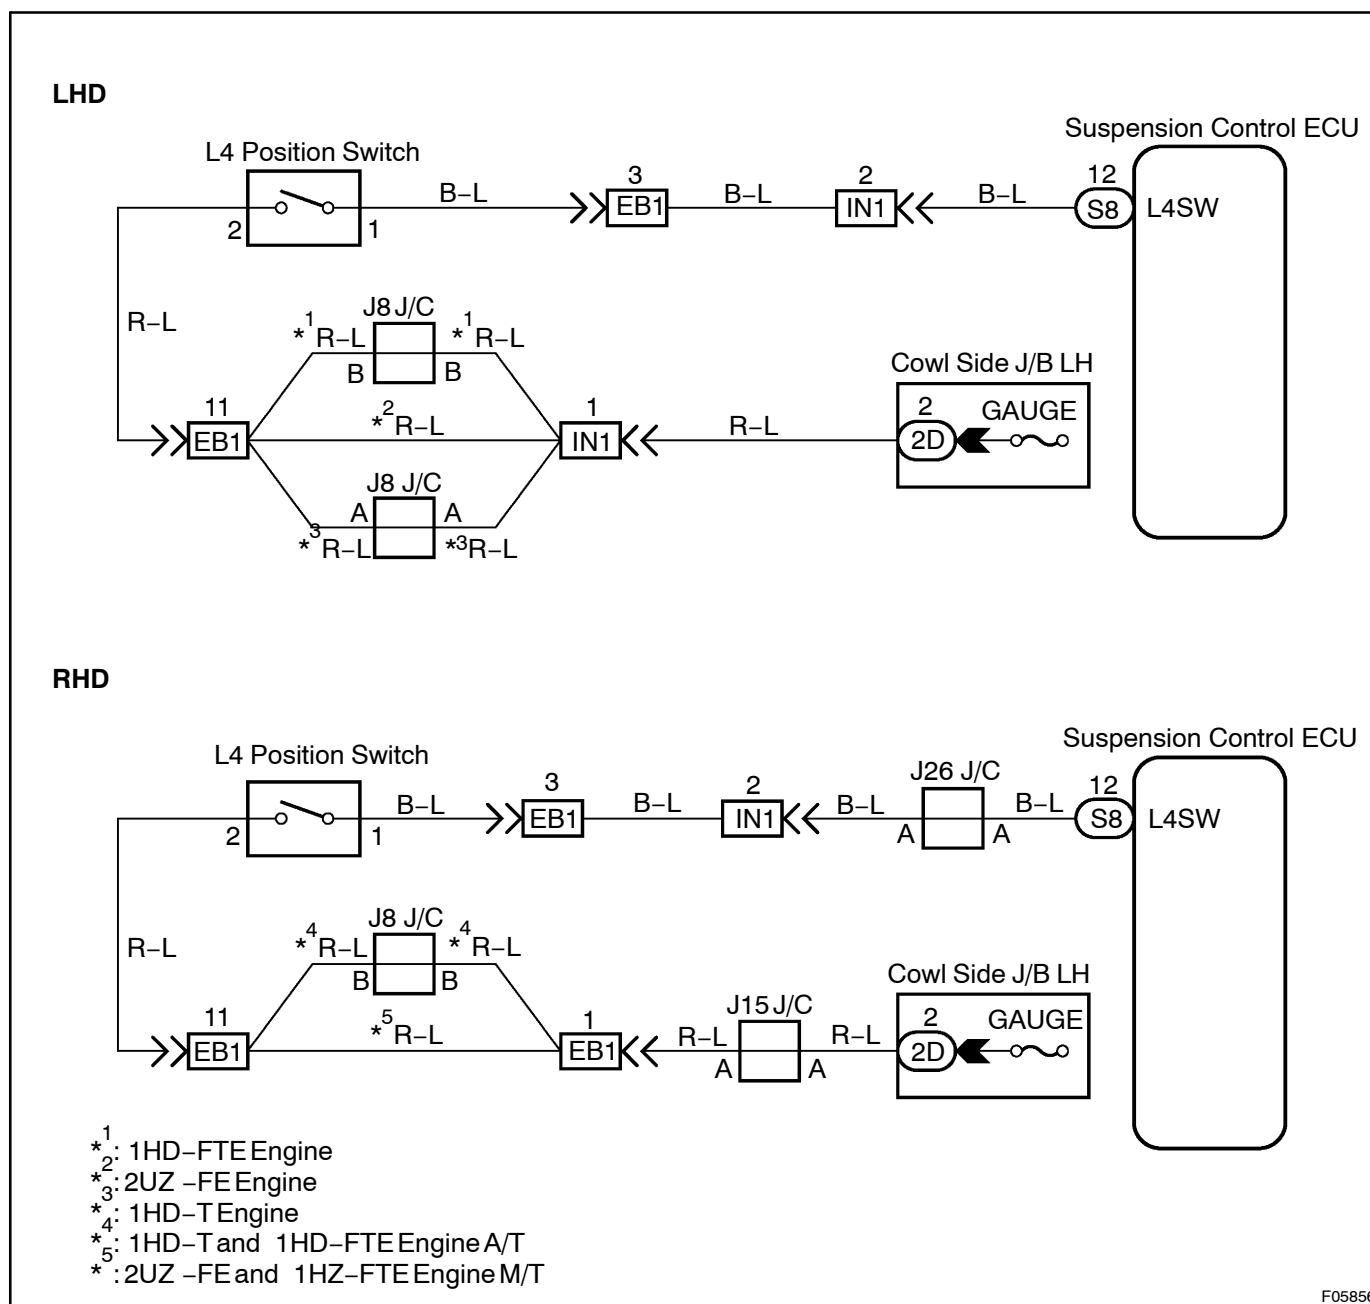 LHD
Suspension Control ECU
L4 Position Switch
B–L 3 B–L 2 B–L 12
EB1 IN1 S8 L4SW
2 1
R–L
J8 J/C
*1 R–L *1 R–L
B B
Cowl Side J/B LH
11 *2 R–L 1 R–L 2 GAUGE
EB1 IN1 2D
J8 J/C
A A
*3 R–L *3 R–L
RHD
Suspension Control ECU
L4 Position Switch
J26 J/C
B–L 3 B–L 2 B–L B–L 12
EB1 IN1 S8 L4SW
2 1 A A
J8 J/C
R–L *4 R–L *4 R–L
B B
Cowl Side J/B LH
J15 J/C
11 *5 R–L 1 R–L R–L 2 GAUGE
EB1 EB1 2D
A A
*1: 1HD–FTE Engine
*2: 2UZ –FE Engine
*3: 1HD–T Engine
*4: 1HD–T and 1HD–FTE Engine A/T
*5: 2UZ –FE and 1HZ–FTE Engine M/T